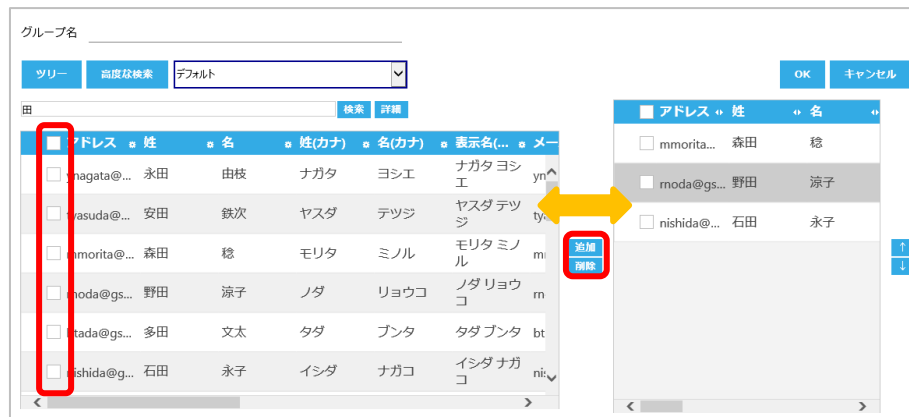 グループ名
ツリー 高度な検索 デフォルト OK キャンセル
田 検索 詳細
アドレス 姓 名 姓(カナ) 名(カナ) 表示名(... メー
ynagata@... 永田 由枝 ナガタ ヨシエ ナガタ ヨシ
エ yn
tyasuda@... 安田 鉄次 ヤスダ テツジ ヤスダ テツ
ジ
mmorita@... 森田 稔 モリタ ミノル モリタ ミノ
ル
rnoda@gs... 野田 涼子 ノダ リョウコ ノダ リョウ
コ rn
btada@gs... 多田 文太 タダ ブンタ タダ ブンタ bt
nishida@g... 石田 永子 イシダ ナガコ イシダ ナガ
コ
追加
削除
アドレス 姓 名
mmorita... 森田 稔
rnoda@gs... 野田 涼子
nishida@... 石田 永子
↑
↓